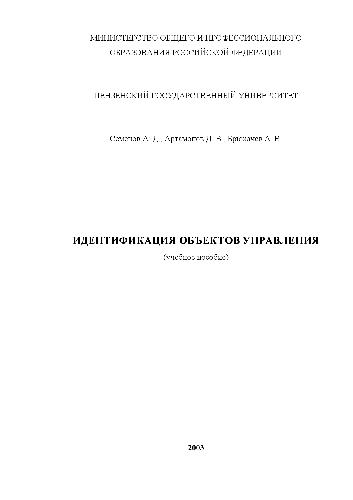 МИНИСТЕРСТВО ОБЩЕГО И ПРОФЕССИОНАЛЬНОГО
ОБРАЗОВАНИЯ РОССИЙСКОЙ ФЕДЕРАЦИИ
ПЕНЗЕНСКИЙ ГОСУДАРСТВЕННЫЙ УНИВЕРСИТЕТ
Семенов А. Д., Артамонов Д. В., Брюхачев А. В.
ИДЕНТИФИКАЦИЯ ОБЪЕКТОВ УПРАВЛЕНИЯ
(учебное пособие)
2003